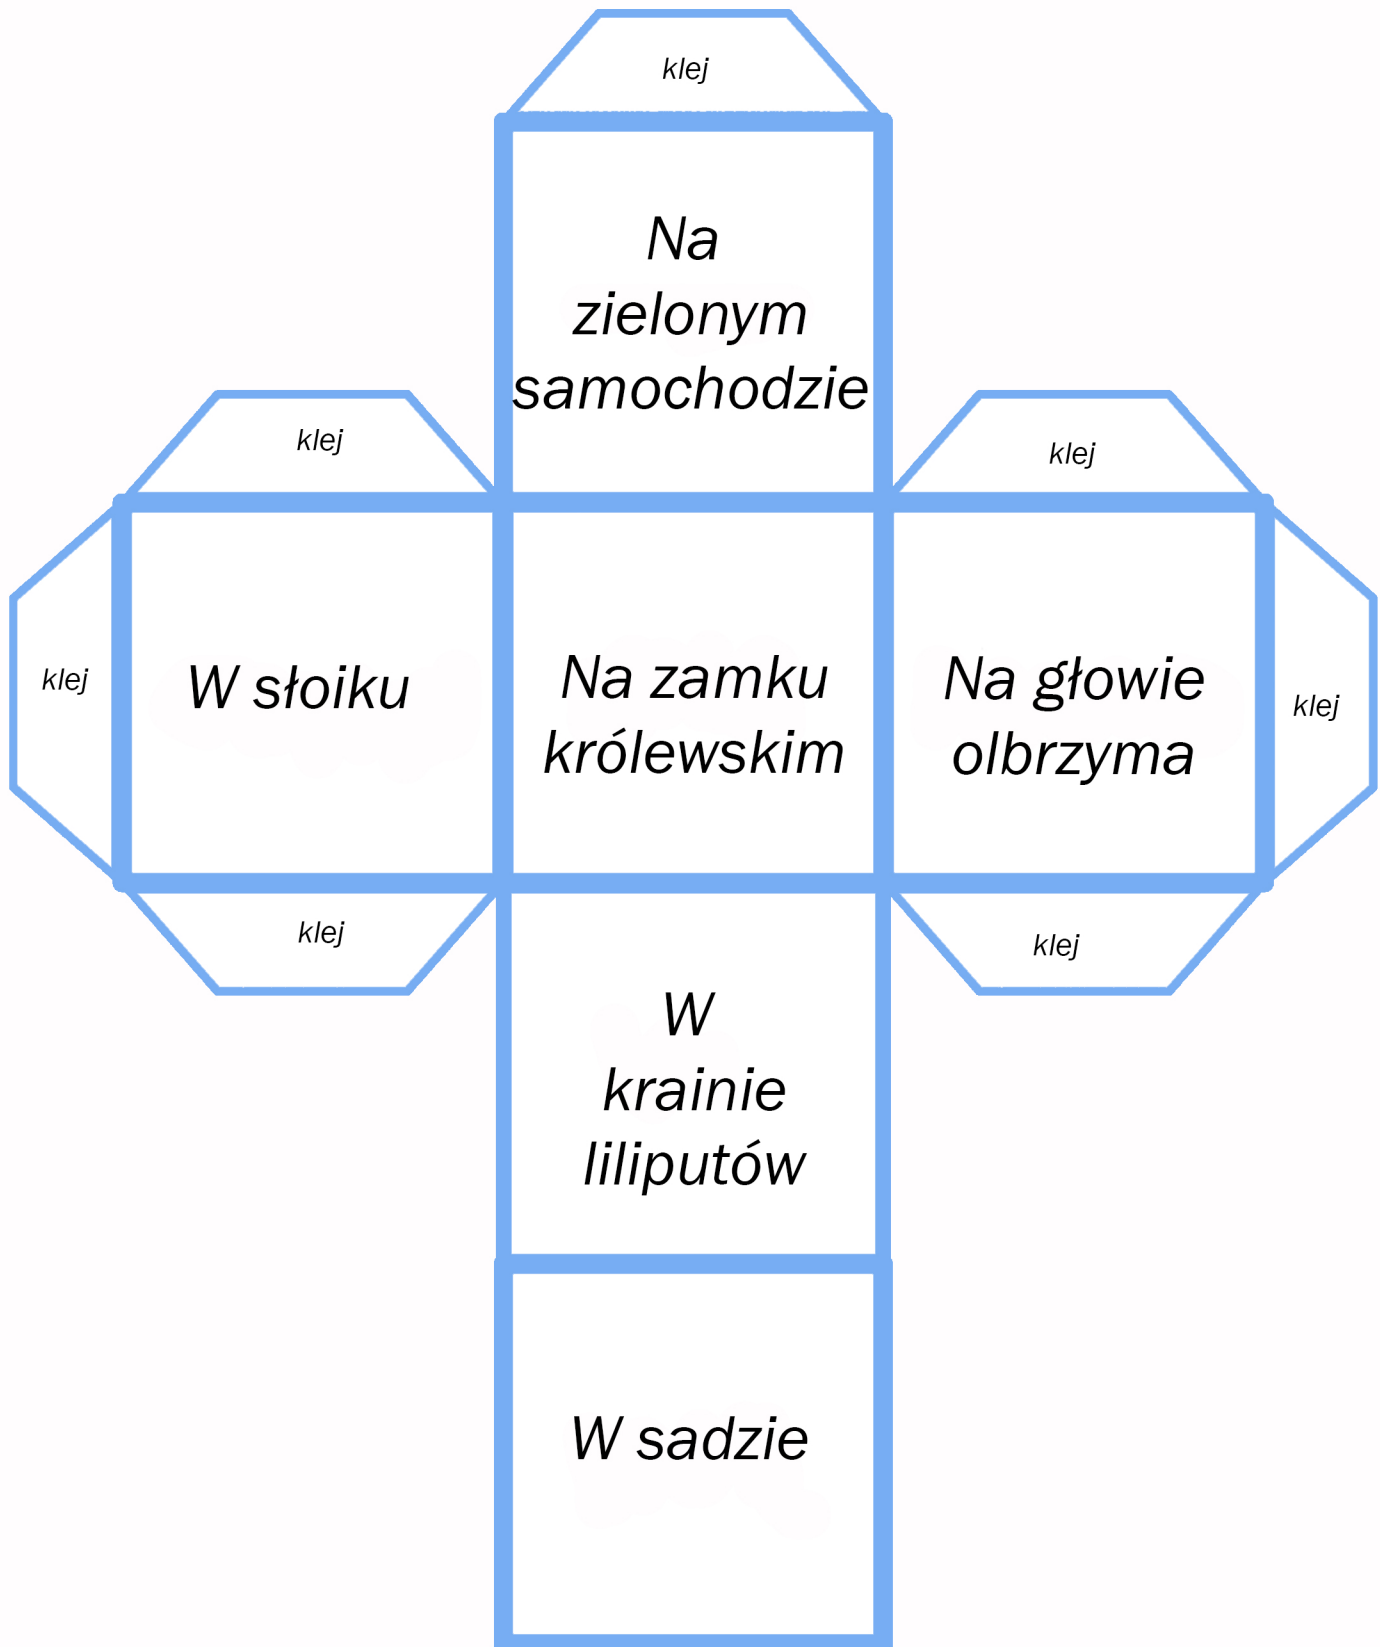 klej
Na
zielonym
samochodzie
klej
klej
klej
W słoiku
Na zamku
królewskim
Na głowie
olbrzyma
klej
klej
klej
W
krainie
liliputów
W sadzie